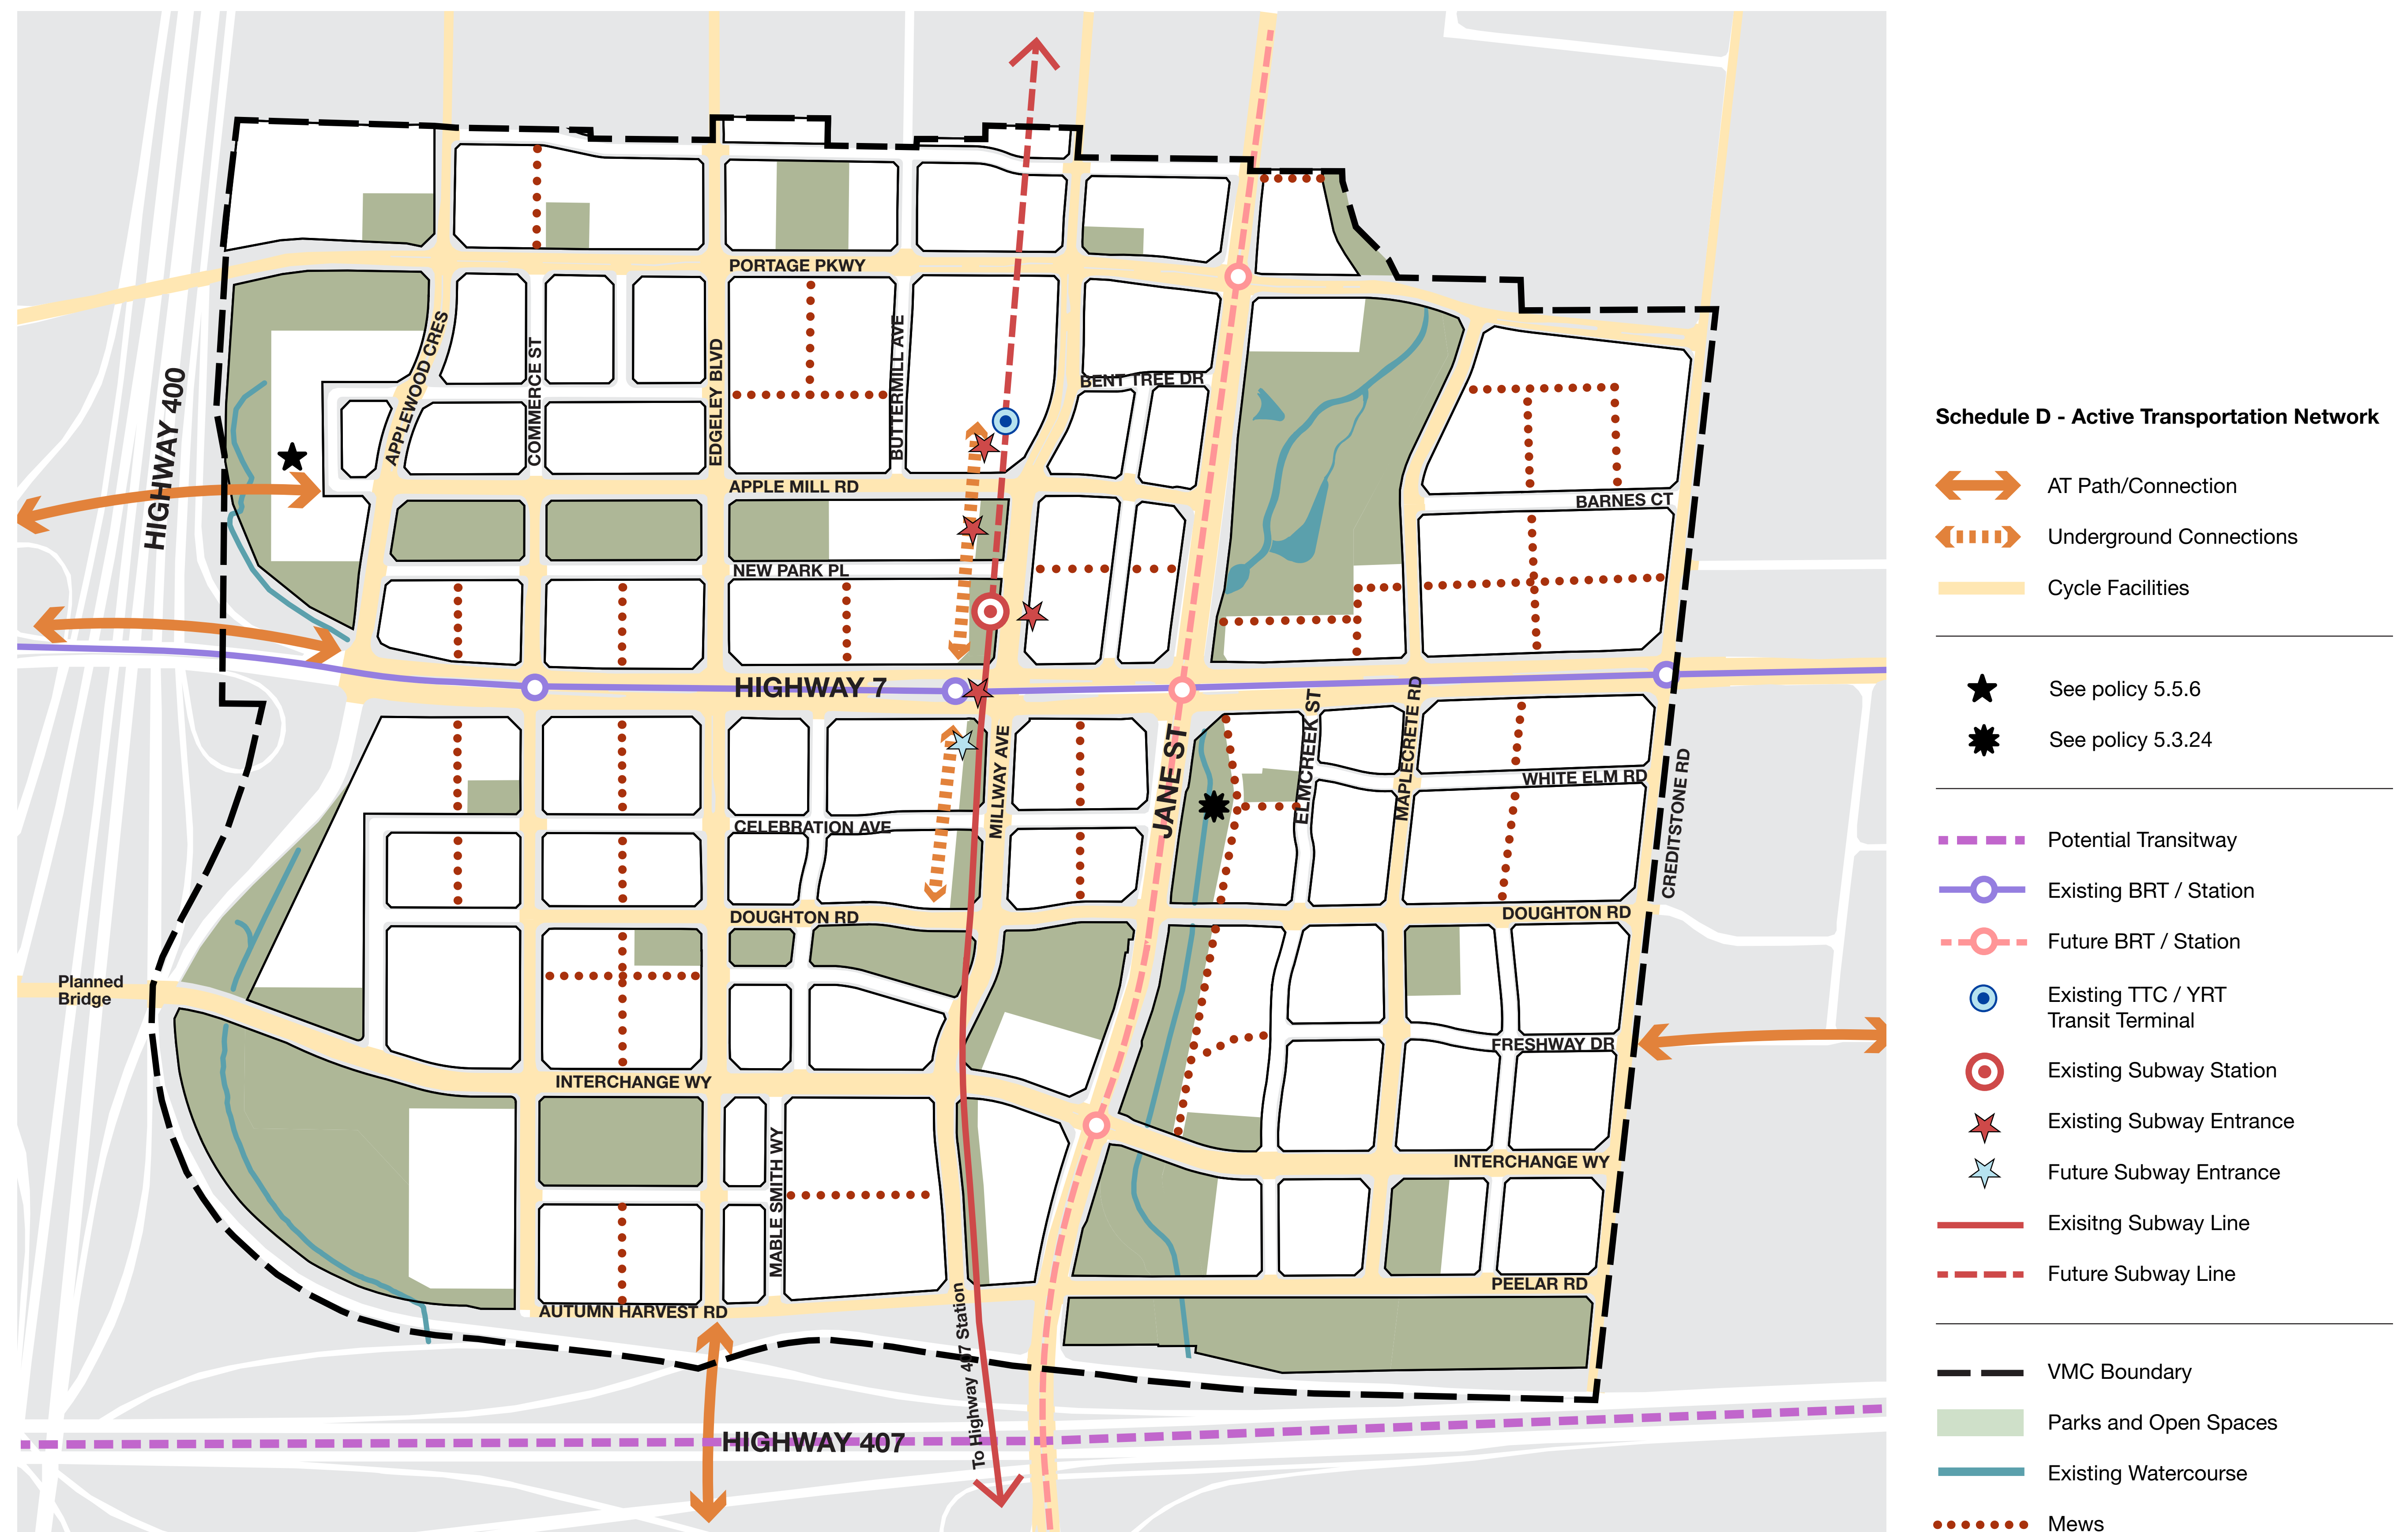 PORTAGE PKWY
APPLEWOOD CRES
COMMERCE ST
EDGELEY BLVD
BUTTERMILL AVE
BENT TREE DR
HIGHWAY 400
APPLE MILL RD
BARNES CT
NEW PARK PL
HIGHWAY 7
MILLWAY AVE
JANE ST
ELMCREEK ST
MAPLECRETE RD
WHITE ELM RD
CREDITSTONE RD
CELEBRATION AVE
DOUGHTON RD
DOUGHTON RD
Planned
Bridge
FRESHWAY DR
INTERCHANGE WY
MABLE SMITH WY
INTERCHANGE WY
PEELAR RD
AUTUMN HARVEST RD
To Highway 407 Station
HIGHWAY 407
Schedule D - Active Transportation Network
AT Path/Connection
Underground Connections
Cycle Facilities
See policy 5.5.6
See policy 5.3.24
Potential Transitway
Existing BRT / Station
Future BRT / Station
Existing TTC / YRT
Transit Terminal
Existing Subway Station
Existing Subway Entrance
Future Subway Entrance
Exisitng Subway Line
Future Subway Line
VMC Boundary
Parks and Open Spaces
Existing Watercourse
Mews